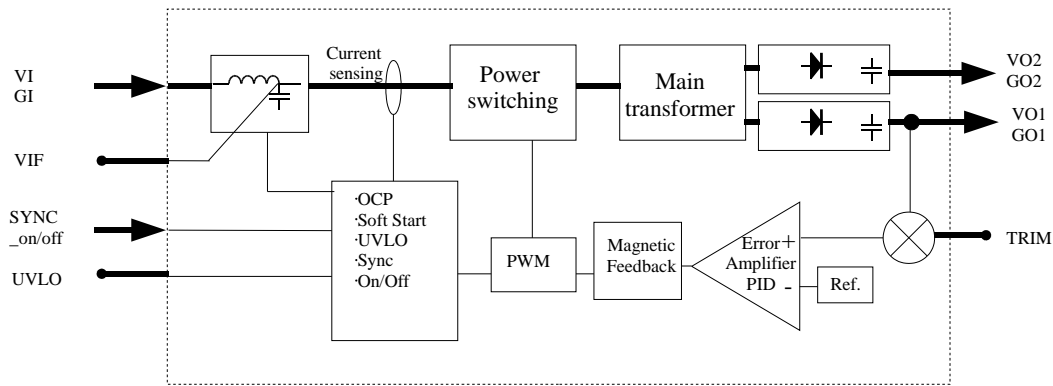 VI
GI
VIF
SYNC
_on/off
UVLO
Current
sensing
Power
switching
Main
transformer
VO2
GO2
VO1
GO1
·OCP
·Soft Start
·UVLO
·Sync
·On/Off
PWM
Magnetic
Feedback
Error+
Amplifier
PID -
Ref.
TRIM